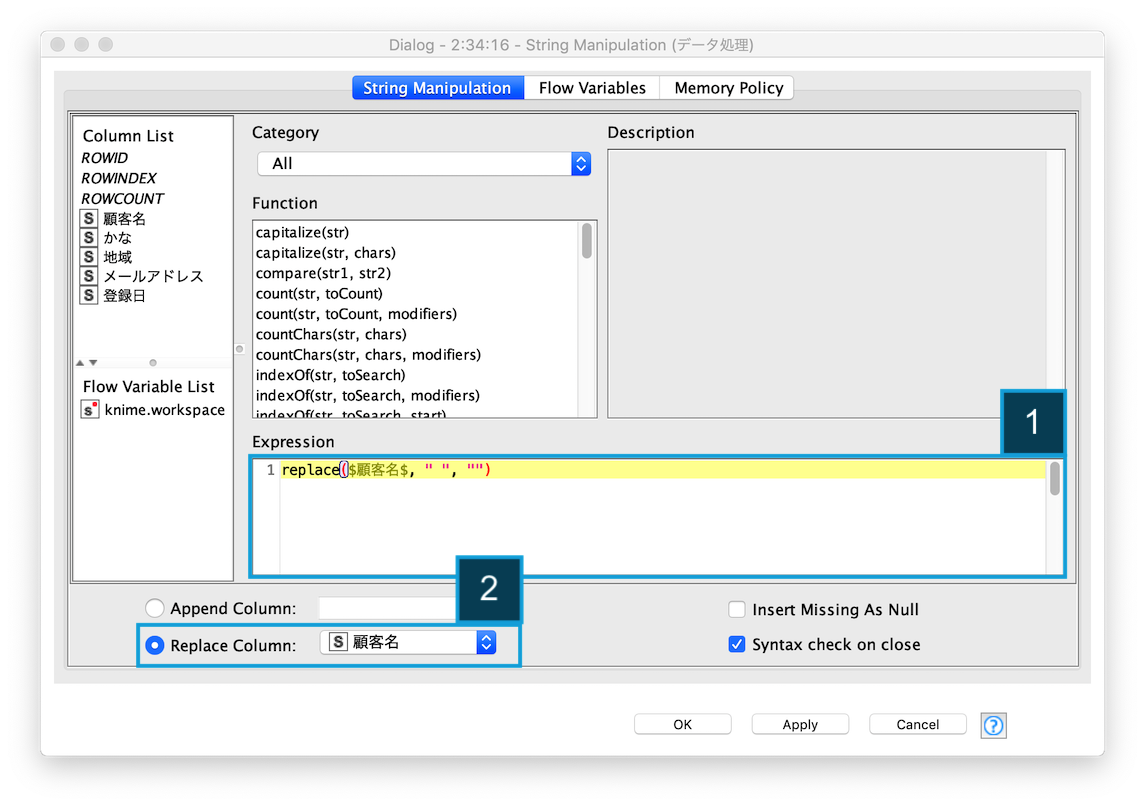 Dialog - 2:34:16 - String Manipulation (データ処理)
String Manipulation
Flow Variables
Memory Policy
Column List
ROWID
ROWINDEX
ROWCOUNT
S 顧客名
S かな
S 地域
S メールアドレス
S 登録日
Flow Variable List
s knime.workspace
Category
All
Function
capitalize(str)
capitalize(str, chars)
compare(str1, str2)
count(str, toCount)
count(str, toCount, modifiers)
countChars(str, chars)
countChars(str, chars, modifiers)
indexOf(str, toSearch)
indexOf(str, toSearch, modifiers)
indexOf(str, toSearch, start)
Description
1
Expression
1 replace($顧客名$, " ", "")
2
Append Column:
Replace Column:
S 顧客名
Insert Missing As Null
Syntax check on close
OK
Apply
Cancel
?